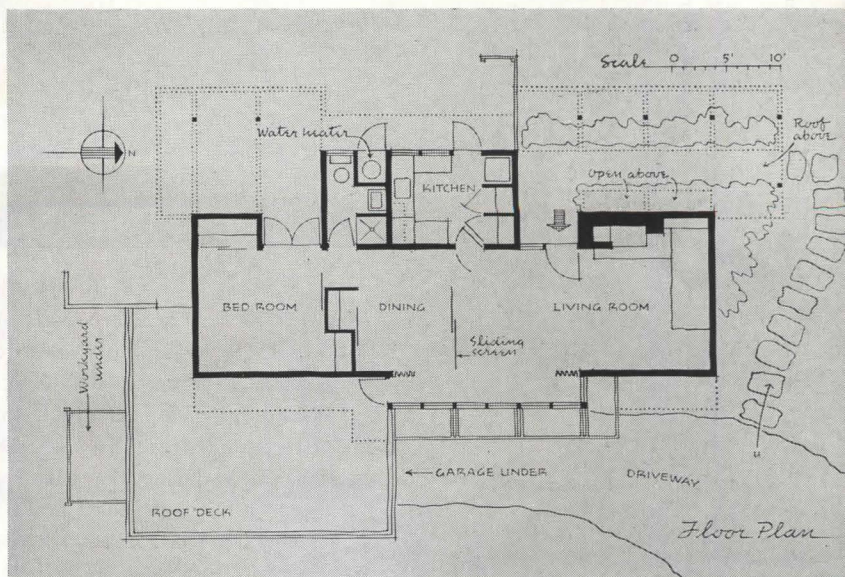 Scale 0 5' 10'
N
Water heater
Roof
above
KITCHEN
open above
BED ROOM
DINING
LIVING ROOM
Sliding
screen
Workyard
under
U
GARAGE UNDER
DRIVEWAY
ROOF DECK
Floor Plan